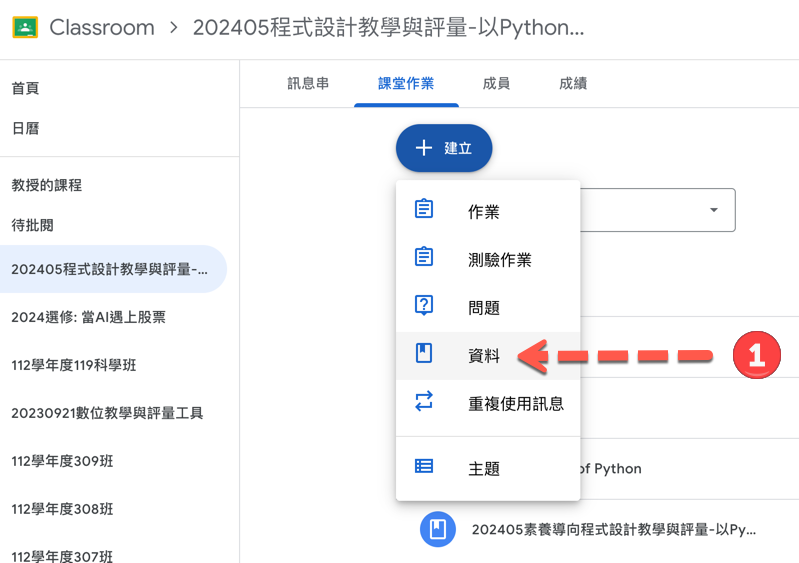 Classroom > 202405程式設計教學與評量-以Python...
首頁
日曆
教授的課程
待批閱
202405程式設計教學與評量-...
2024選修: 當AI遇上股票
112學年度119科學班
20230921數位教學與評量工具
112學年度309班
112學年度308班
112學年度307班
訊息串 課堂作業 成員 成績
建立
作業
測驗作業
問題
資料
1
重複使用訊息
主題
of Python
202405素養導向程式設計教學與評量-以Py...